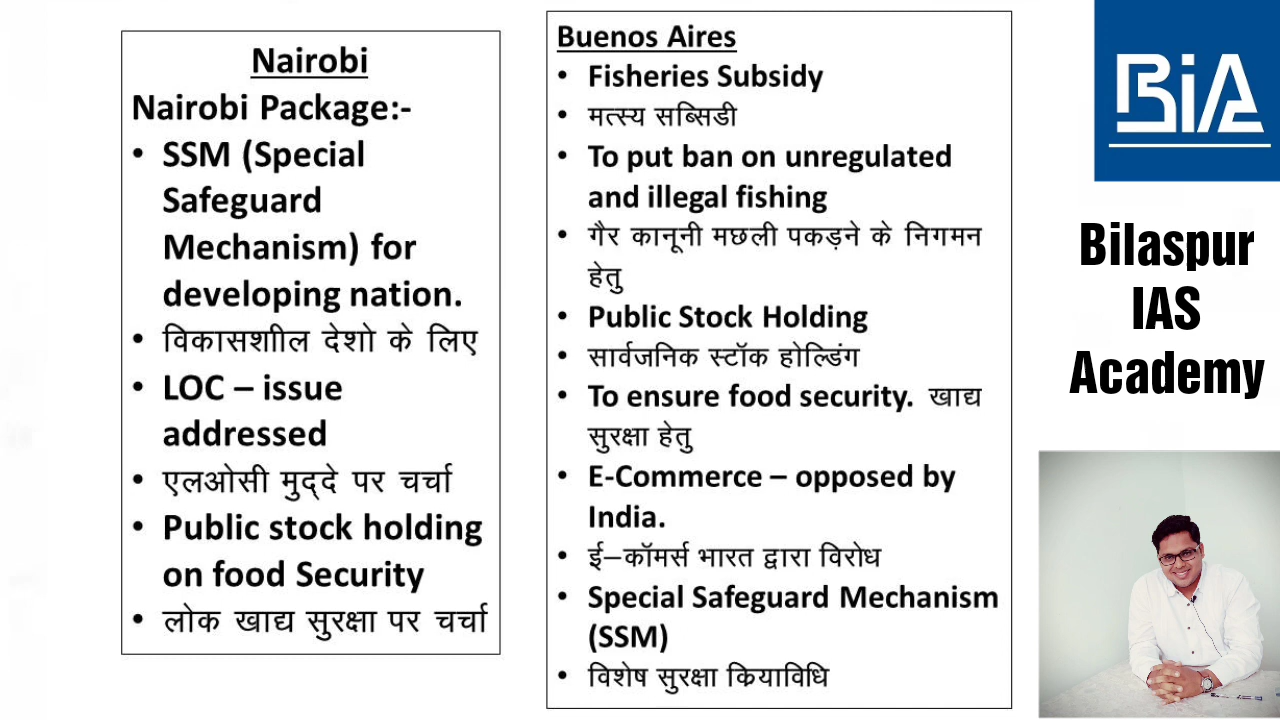 Nairobi
Nairobi Package:-
• SSM (Special
Safeguard
Mechanism) for
developing nation.
• विकासशाील देशो के लिए
• LOC – issue
addressed
• एलओसी मुद्दे पर चर्चा
• Public stock holding
on food Security
• लोक खाद्य सुरक्षा पर चर्चा
Buenos Aires
• Fisheries Subsidy
• मत्स्य सब्सिडी
• To put ban on unregulated
and illegal fishing
• गैर कानूनी मछली पकड़ने के निगमन
हेतु
• Public Stock Holding
• सार्वजनिक स्टॉक होल्डिंग
• To ensure food security. खाद्य
सुरक्षा हेतु
• E-Commerce – opposed by
India.
• ई–कॉमर्स भारत द्वारा विरोध
• Special Safeguard Mechanism
(SSM)
• विशेष सुरक्षा कियाविधि
BiA
Bilaspur
IAS
Academy